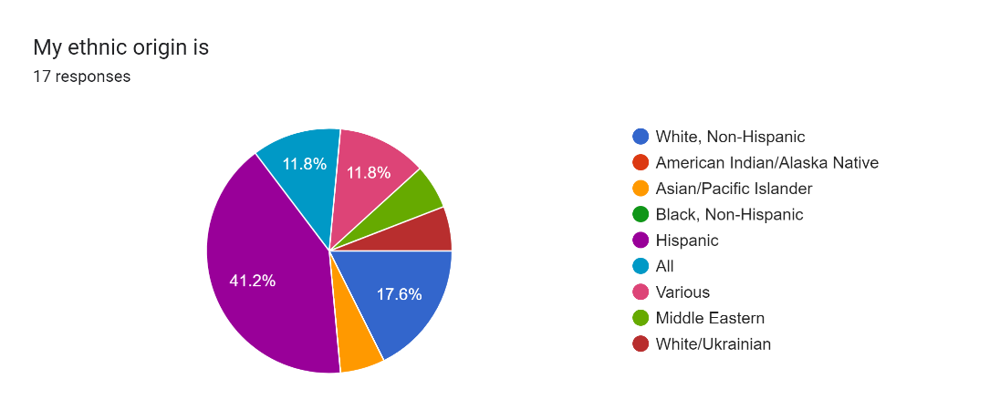 My ethnic origin is
17 responses
11.8%
11.8%
41.2%
17.6%
White, Non-Hispanic
American Indian/Alaska Native
Asian/Pacific Islander
Black, Non-Hispanic
Hispanic
All
Various
Middle Eastern
White/Ukrainian